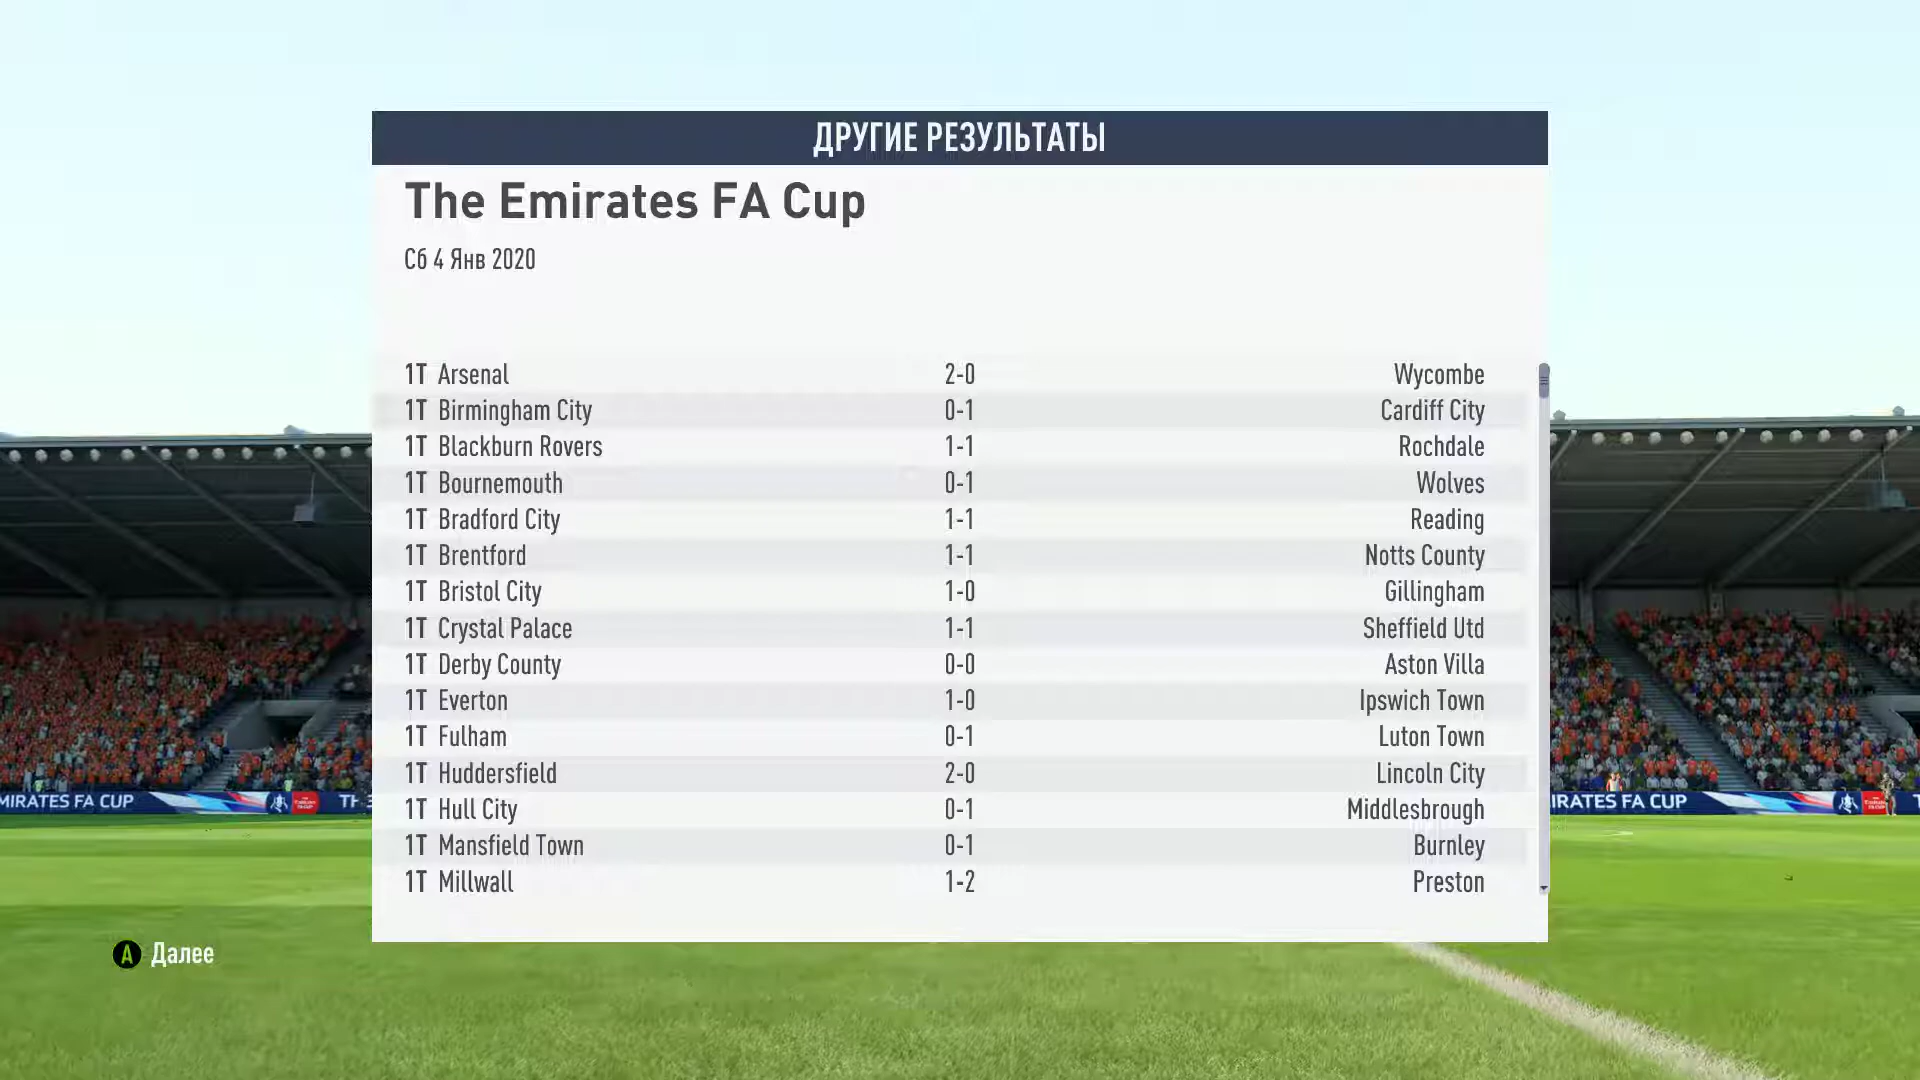 ДРУГИЕ РЕЗУЛЬТАТЫ
The Emirates FA Cup
Сб 4 Янв 2020
1T Arsenal 2-0 Wycombe
1T Birmingham City 0-1 Cardiff City
1T Blackburn Rovers 1-1 Rochdale
1T Bournemouth 0-1 Wolves
1T Bradford City 1-1 Reading
1T Brentford 1-1 Notts County
1T Bristol City 1-0 Gillingham
1T Crystal Palace 1-1 Sheffield Utd
1T Derby County 0-0 Aston Villa
1T Everton 1-0 Ipswich Town
1T Fulham 0-1 Luton Town
1T Huddersfield 2-0 Lincoln City
1T Hull City 0-1 Middlesbrough
1T Mansfield Town 0-1 Burnley
1T Millwall 1-2 Preston
MIRATES FA CUP TH
IRATES FA CUP
A Далее